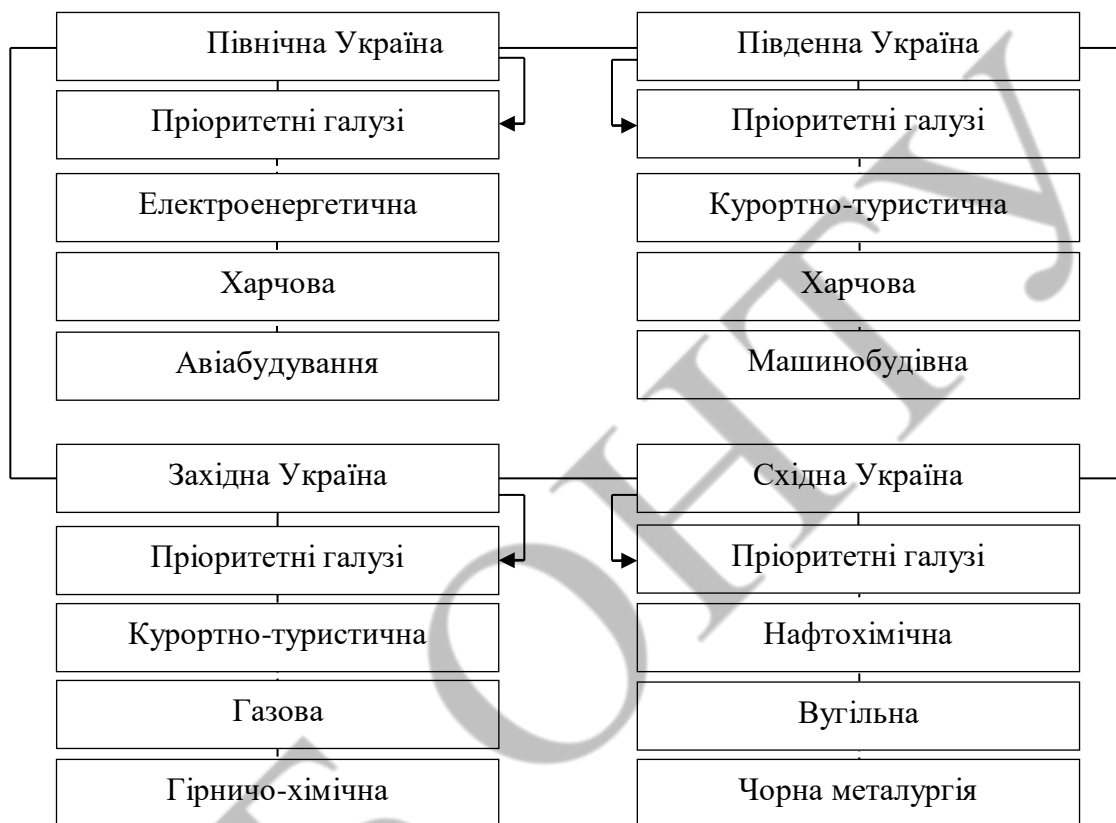 Північна Україна
Південна Україна
Пріоритетні галузі
Пріоритетні галузі
Електроенергетична
Курортно-туристична
Харчова
Харчова
Авіабудування
Машинобудівна
Західна Україна
Східна Україна
Пріоритетні галузі
Пріоритетні галузі
Курортно-туристична
Нафтохімічна
Газова
Вугільна
Гірничо-хімічна
Чорна металургія
ОНТУ